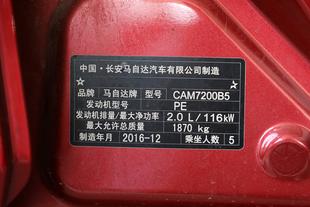 中国·长安马自达汽车有限公司制造
品牌 马自达牌 型号 CAM7200B5
发动机型号 PE
发动机排量/最大净功率 2.0 L/116kW
最大允许总质量 1870 kg
制造年月 2016-12 乘坐人数 5